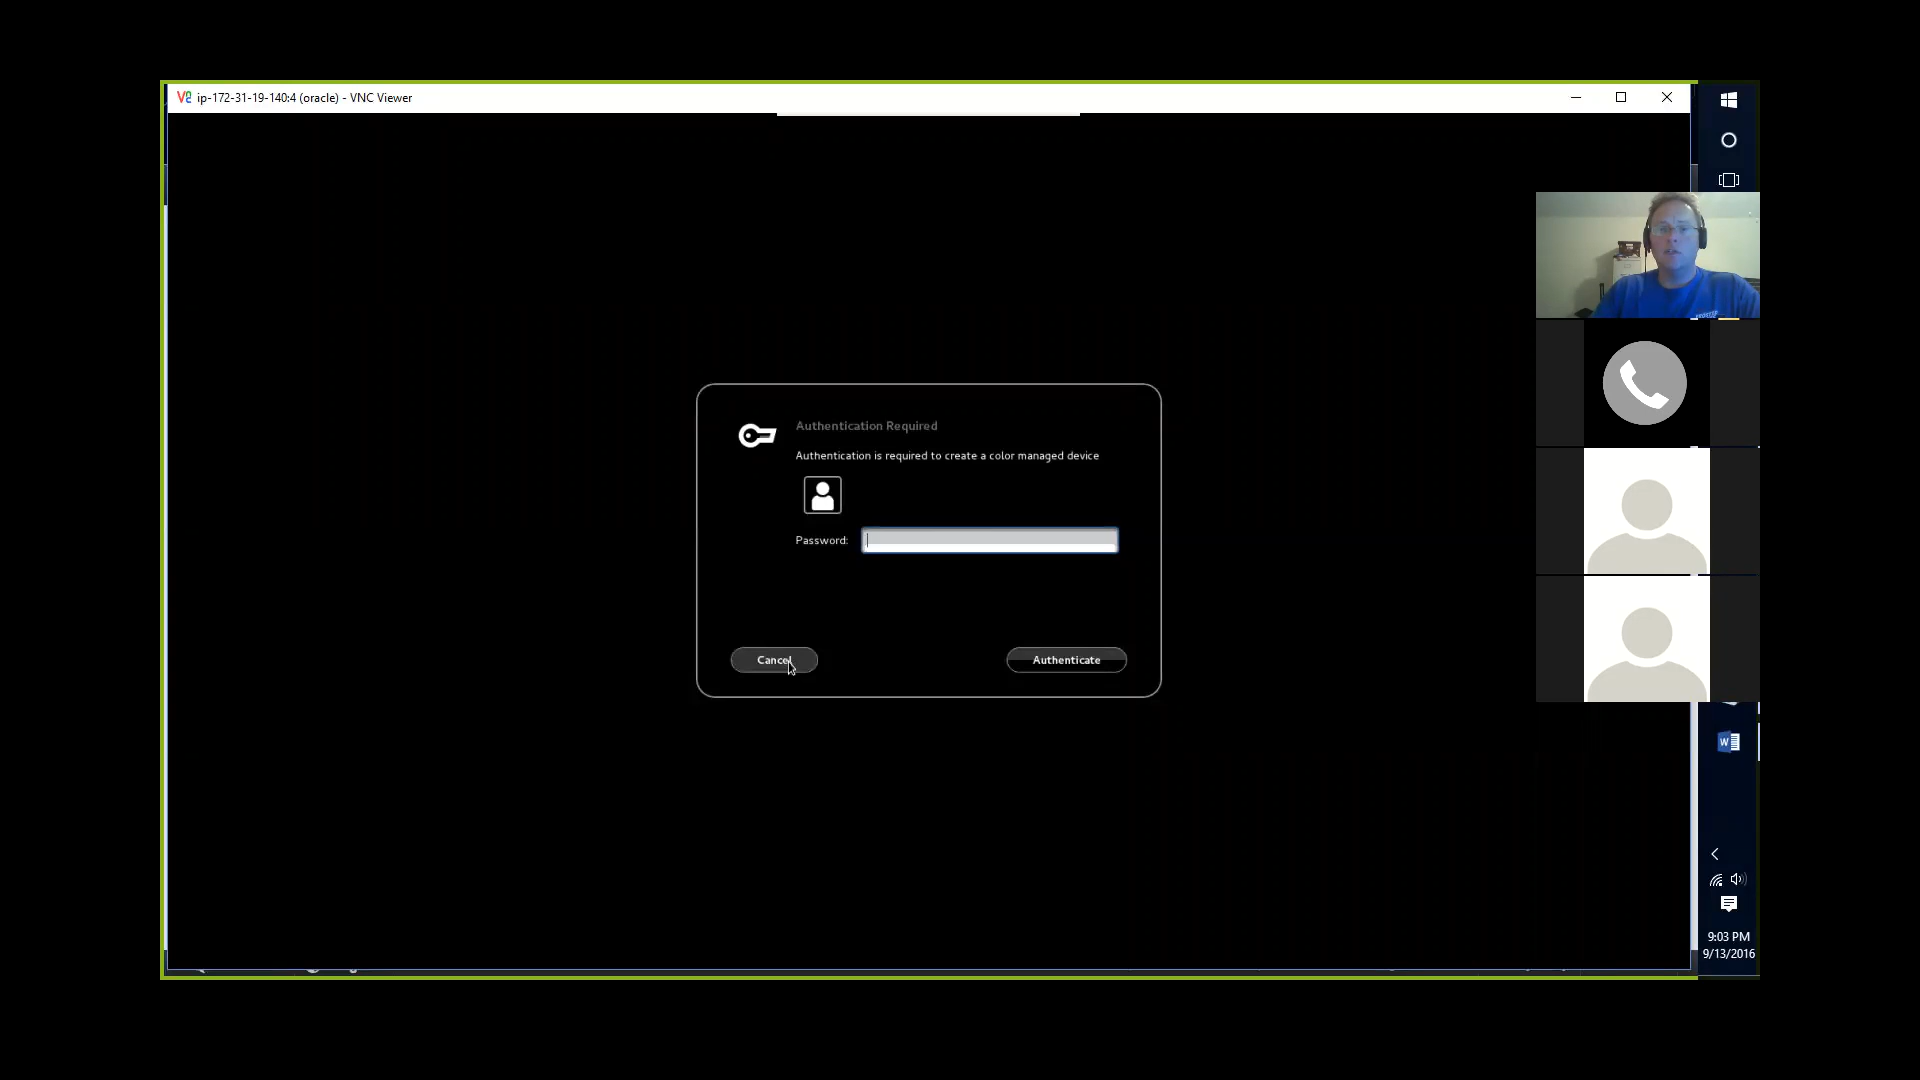 ip-172-31-19-140:4 (oracle) - VNC Viewer
Authentication Required
Authentication is required to create a color managed device
Password:
Cancel
Authenticate
9:03 PM
9/13/2016